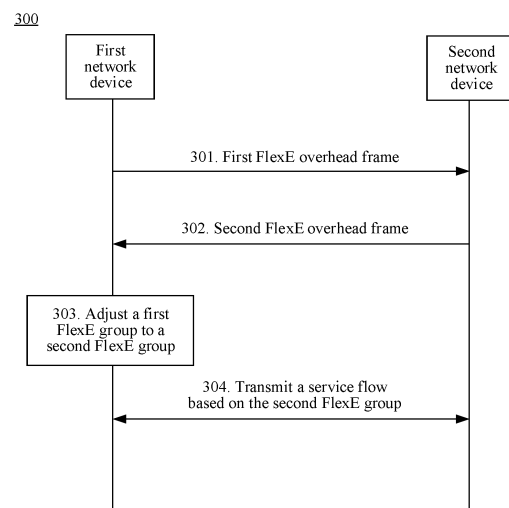 300
First
network
device
Second
network
device
301. First FlexE overhead frame
302. Second FlexE overhead frame
303. Adjust a first
FlexE group to a
second FlexE group
304. Transmit a service flow
based on the second FlexE group